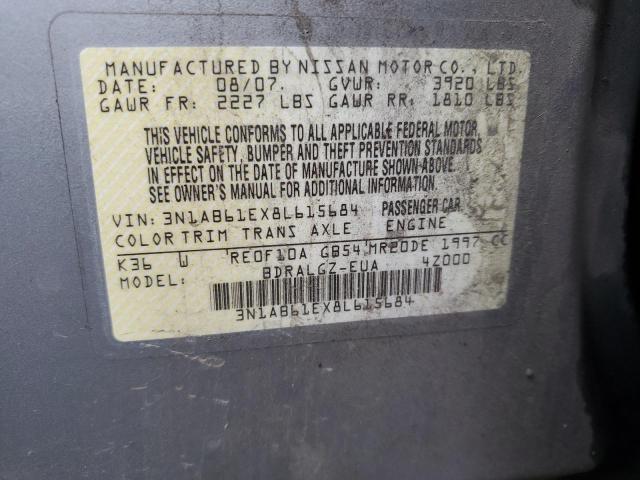 MANUFACTURED BY NISSAN MOTOR CO., LTD.
DATE: 08/07. GVWR: 3920 LBS
GAWR FR: 2227 LBS GAWR RR: 1810 LBS
THIS VEHICLE CONFORMS TO ALL APPLICABLE FEDERAL MOTOR
VEHICLE SAFETY, BUMPER AND THEFT PREVENTION STANDARDS
IN EFFECT ON THE DATE OF MANUFACTURE SHOWN ABOVE.
SEE OWNER'S MANUAL FOR ADDITIONAL INFORMATION
VIN: 3N1AB61EX8L615684 PASSENGER CAR
COLOR TRIM TRANS AXLE ENGINE
K36 W RE0F10A GB54 MR20DE 1997 CC
MODEL: BDRALGZ-EUA 42000
3N1AB61EX8L615684